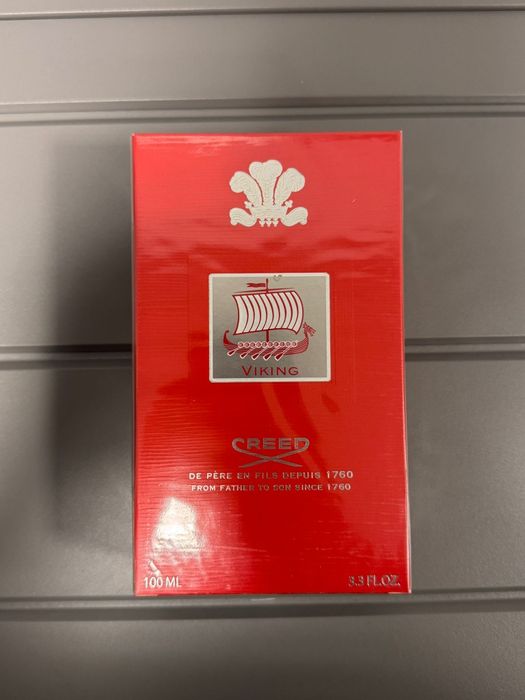 VIKING
CREED
DE PÈRE EN FILS DEPUIS 1760
FROM FATHER TO SON SINCE 1760
100 ML
3.3 FL.OZ.